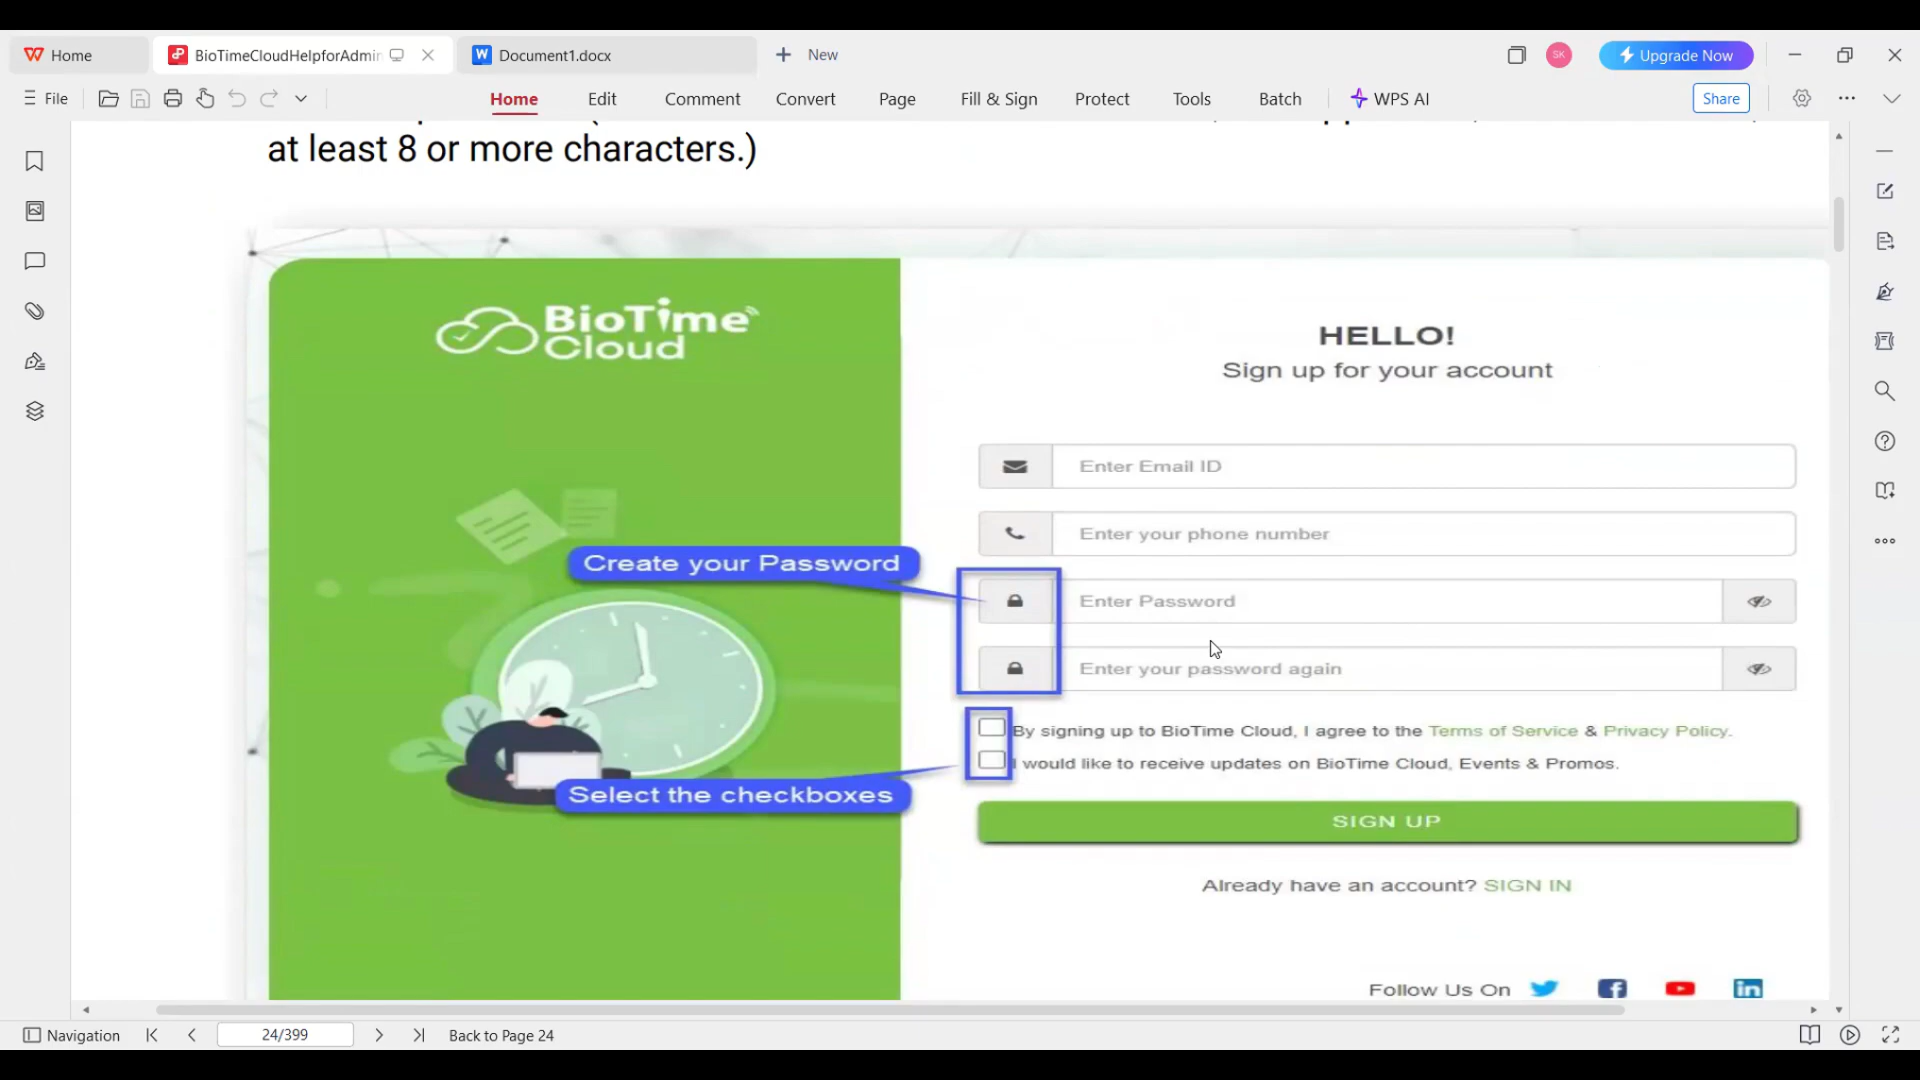 Home
BioTimeCloudHelpforAdmin
Document1.docx
New
SK
Upgrade Now
File
Home
Edit
Comment
Convert
Page
Fill & Sign
Protect
Tools
Batch
WPS AI
Share
at least 8 or more characters.)
BioTime
Cloud
HELLO!
Sign up for your account
Enter Email ID
Enter your phone number
Create your Password
Enter Password
Enter your password again
By signing up to BioTime Cloud, I agree to the Terms of Service & Privacy Policy.
I would like to receive updates on BioTime Cloud, Events & Promos.
Select the checkboxes
SIGN UP
Already have an account? SIGN IN
Follow Us On
Navigation
24/399
Back to Page 24